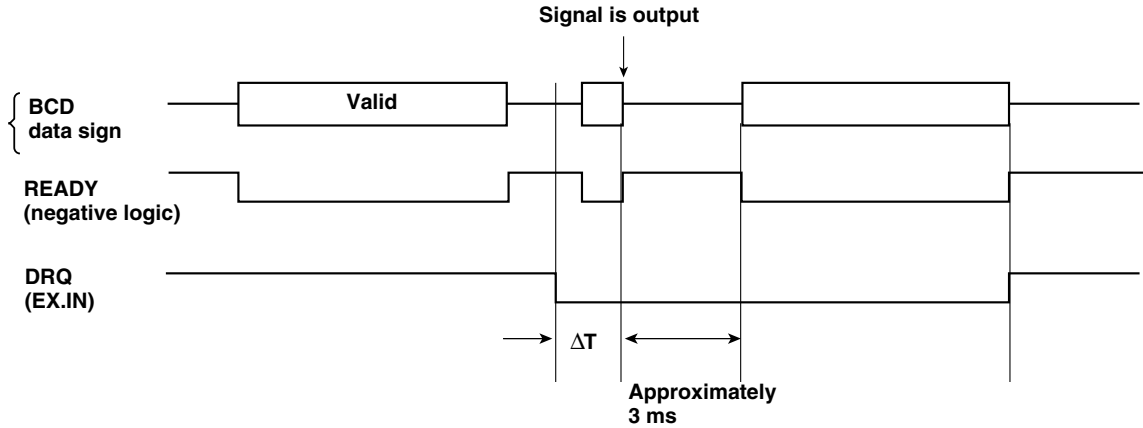 Signal is output
BCD
data sign
Valid
READY
(negative logic)
DRQ
(EX.IN)
ΔT
Approximately
3 ms